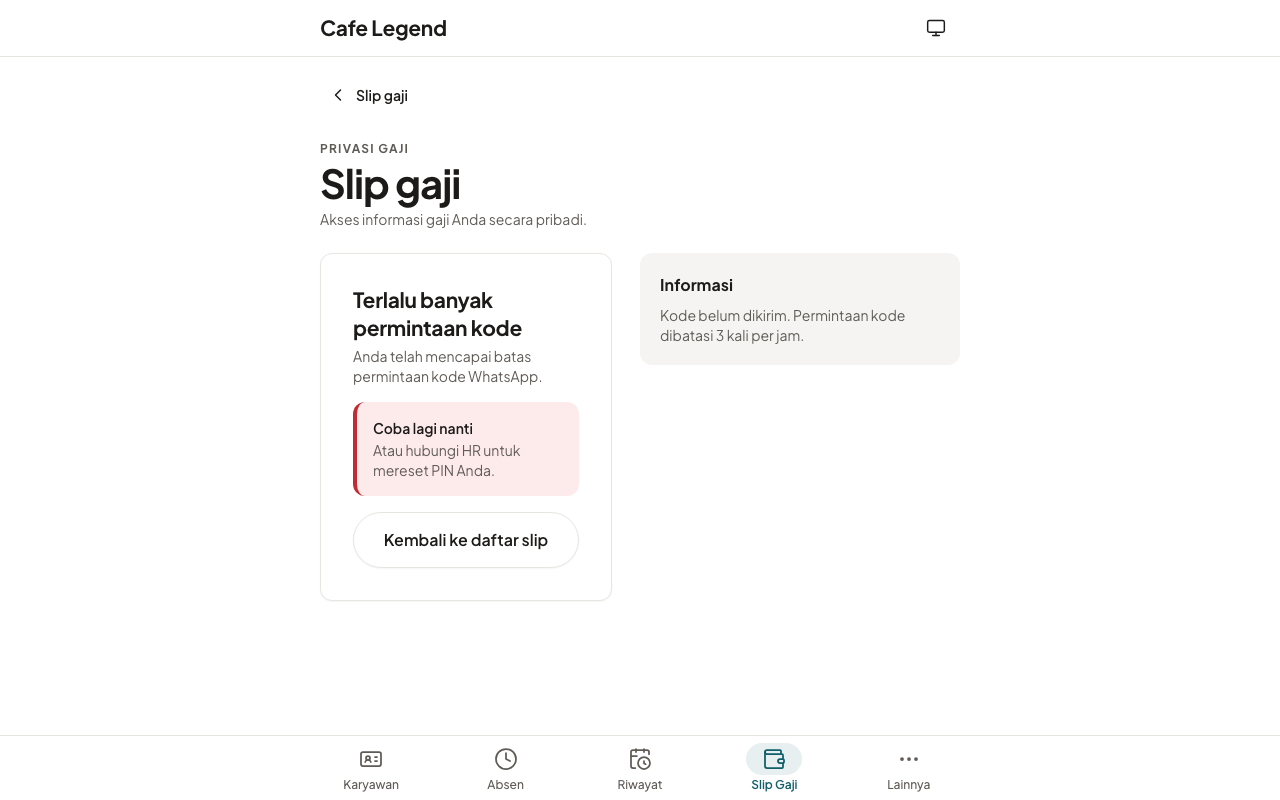 Cafe Legend
Slip gaji
PRIVASI GAJI
Slip gaji
Akses informasi gaji Anda secara pribadi.
Terlalu banyak
permintaan kode
Anda telah mencapai batas
permintaan kode WhatsApp.
Coba lagi nanti
Atau hubungi HR untuk
mereset PIN Anda.
Kembali ke daftar slip
Informasi
Kode belum dikirim. Permintaan kode
dibatasi 3 kali per jam.
Karyawan
Absen
Riwayat
Slip Gaji
Lainnya